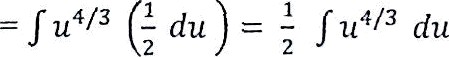 = ∫ u^{4/3} (1/2 du) = 1/2 ∫ u^{4/3} du